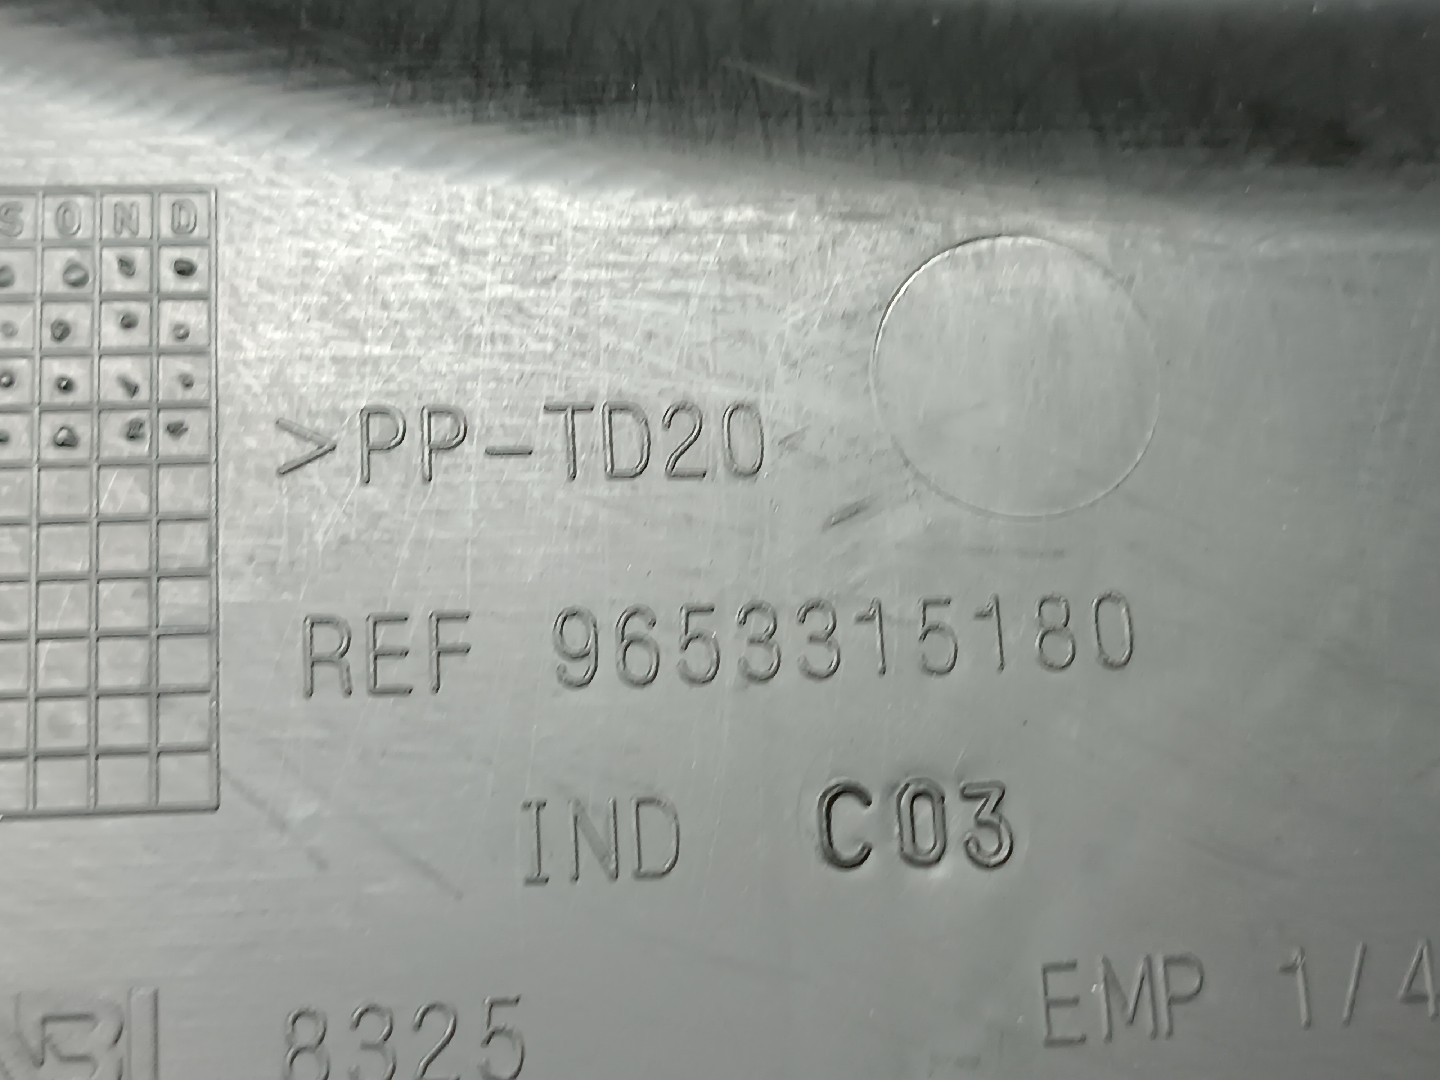 S O N D
>PP-TD20<
REF 9653315180
IND C03
EMP 1/4
8325